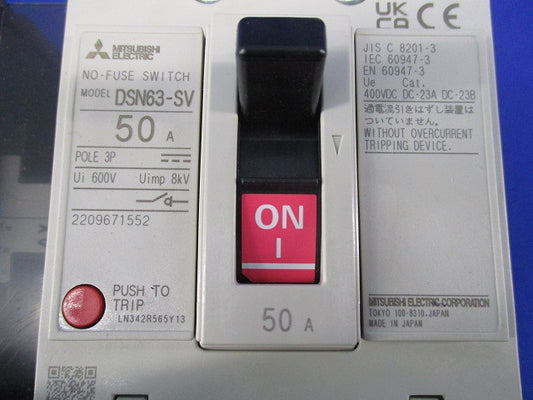 MITSUBISHI
ELECTRIC
NO-FUSE SWITCH
MODEL DSN63-SV
50 A
POLE 3P
Ui 600V Uimp 8kV
2209671552
PUSH TO
TRIP
LN342R565Y13
ON
I
50 A
UK
CA CE
JIS C 8201-3
IEC 60947-3
EN 60947-3
Ue Cat.
400VDC DC-23A DC-23B
過電流引きはずし装置は
ついていません。
WITHOUT OVERCURRENT
TRIPPING DEVICE.
MITSUBISHI ELECTRIC CORPORATION
TOKYO 100-8310, JAPAN
MADE IN JAPAN